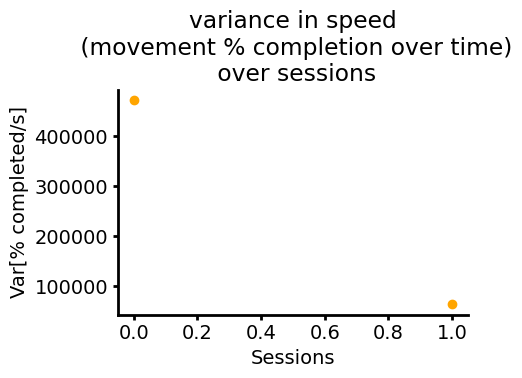 variance in speed
(movement % completion over time)
over sessions
Var[% completed/s]
400000
300000
200000
100000
0.0 0.2 0.4 0.6 0.8 1.0
Sessions